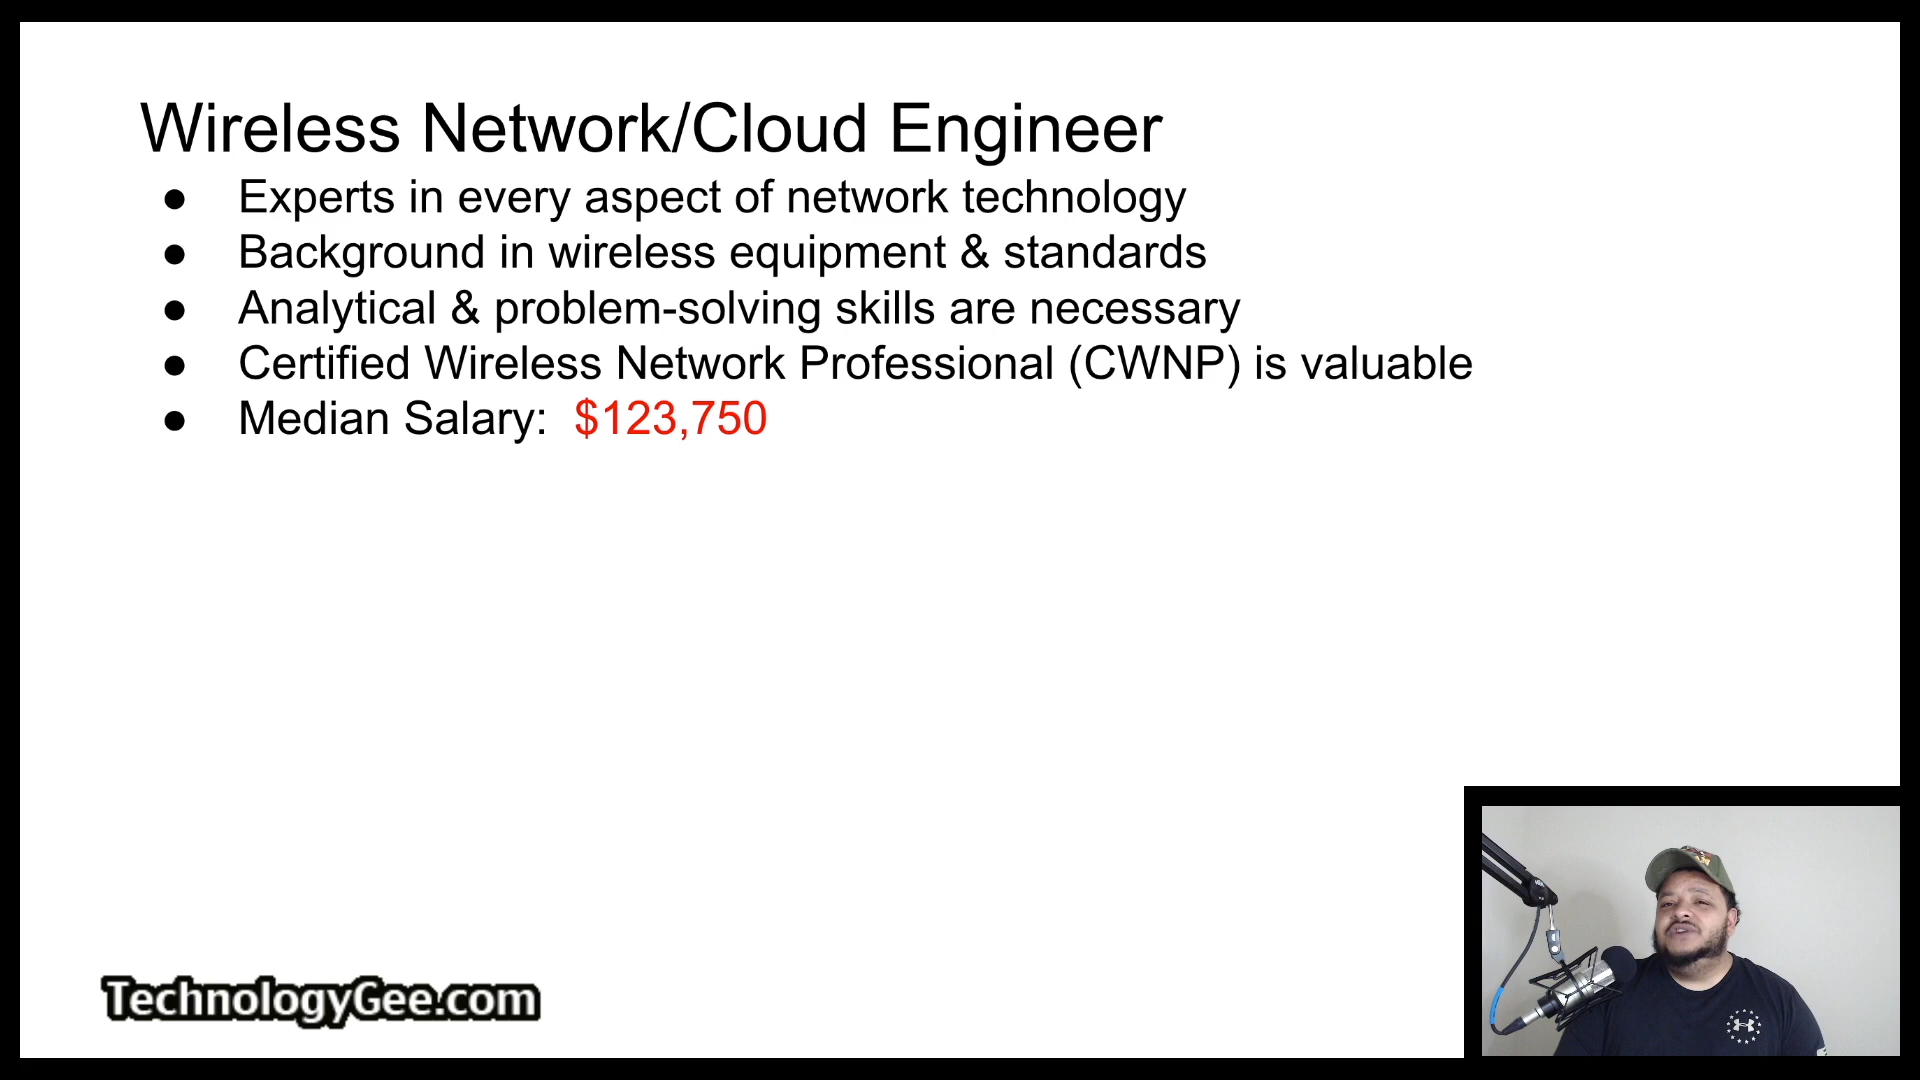 Wireless Network/Cloud Engineer
● Experts in every aspect of network technology
● Background in wireless equipment & standards
● Analytical & problem-solving skills are necessary
● Certified Wireless Network Professional (CWNP) is valuable
● Median Salary: $123,750
TechnologyGee.com